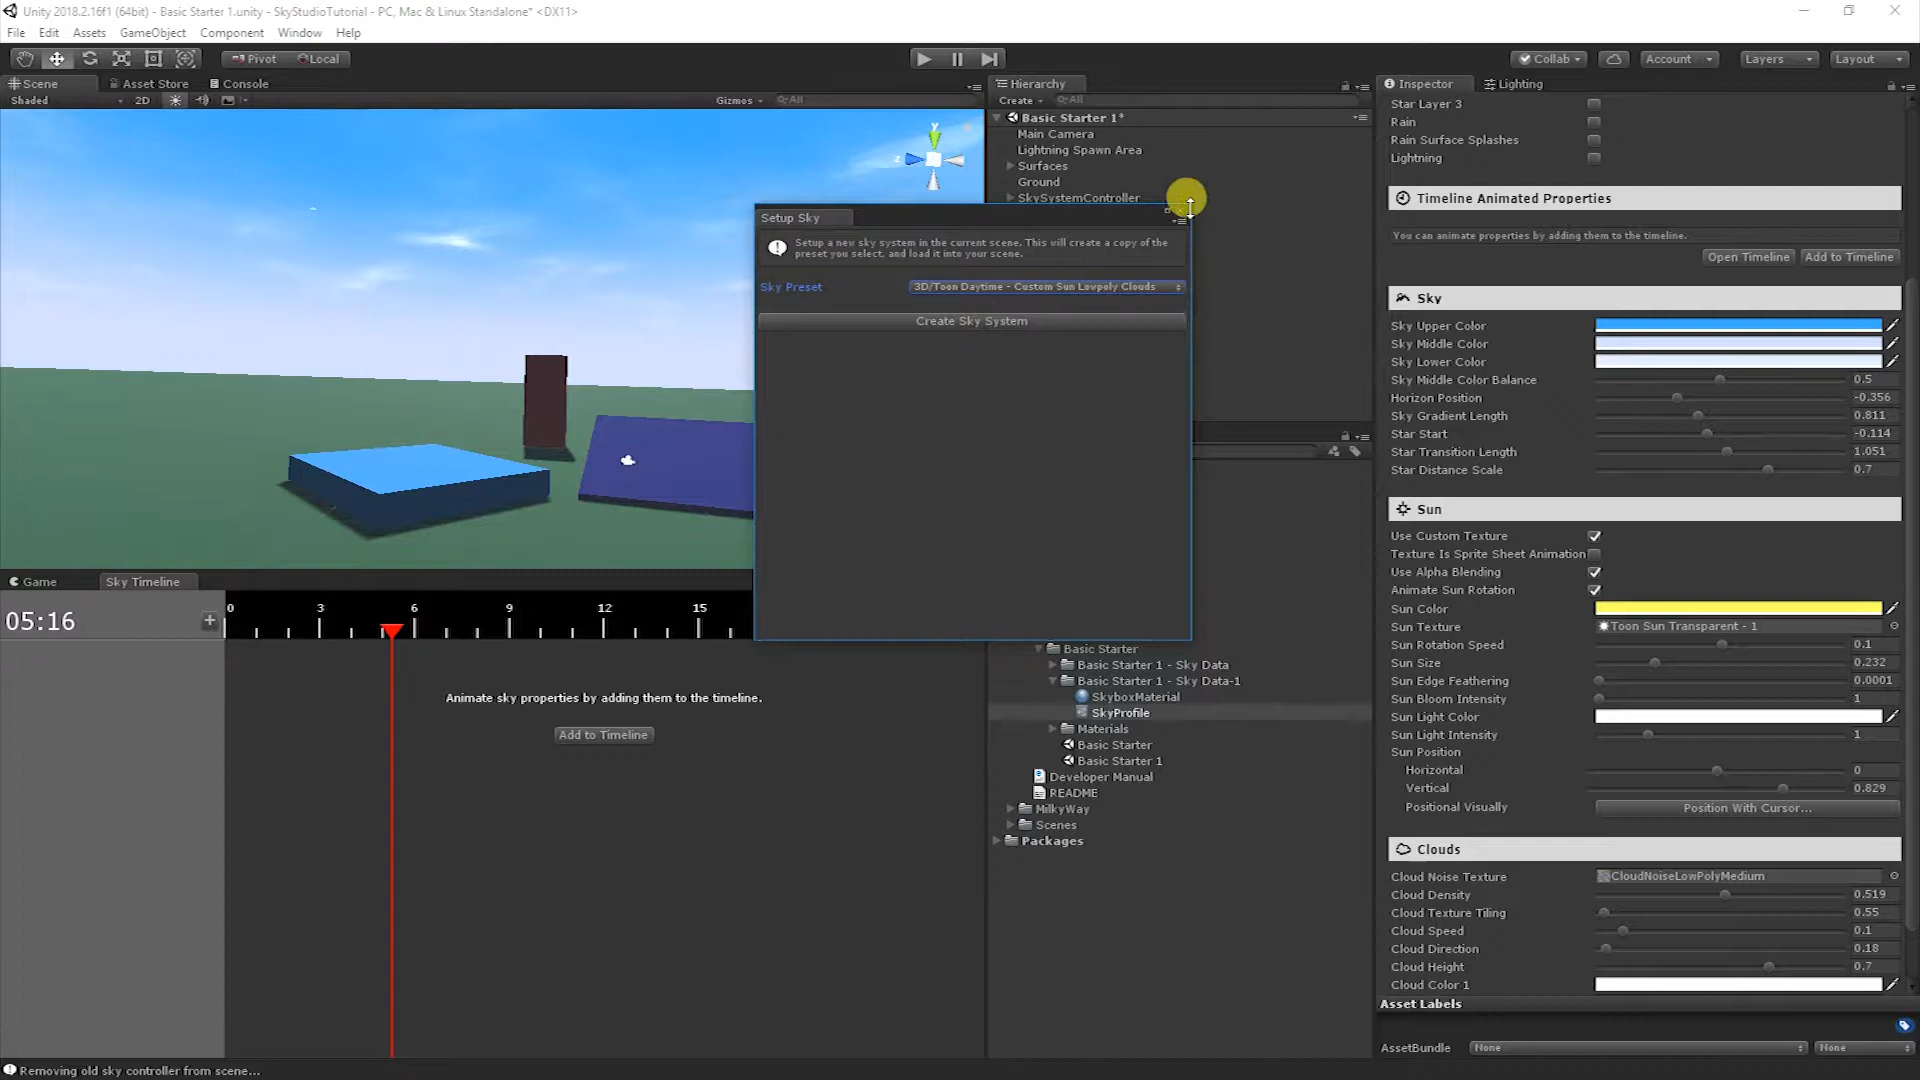 Unity 2018.2.16f1 (64bit) - Basic Starter 1.unity - SkyStudioTutorial - PC, Mac & Linux Standalone* <DX11>
File Edit Assets GameObject Component Window Help
Pivot Local Collab Account Layers Layout
Scene Asset Store Console
Shaded 2D Gizmos All
Hierarchy
Create All
Basic Starter 1*
Main Camera
Lightning Spawn Area
Surfaces
Ground
SkySystemController
Setup Sky
Setup a new sky system in the current scene. This will create a copy of the
preset you select, and load it into your scene.
Sky Preset 3D/Toon Daytime - Custom Sun Lowpoly Clouds
Create Sky System
Game Sky Timeline
05:16 + 0 3 6 9 12 15
Animate sky properties by adding them to the timeline.
Add to Timeline
Basic Starter
Basic Starter 1 - Sky Data
Basic Starter 1 - Sky Data-1
SkyboxMaterial
SkyProfile
Materials
Basic Starter
Basic Starter 1
Developer Manual
README
MilkyWay
Scenes
Packages
Inspector Lighting
Star Layer 3
Rain
Rain Surface Splashes
Lightning
Timeline Animated Properties
You can animate properties by adding them to the timeline.
Open Timeline Add to Timeline
Sky
Sky Upper Color
Sky Middle Color
Sky Lower Color
Sky Middle Color Balance 0.5
Horizon Position -0.356
Sky Gradient Length 0.811
Star Start -0.114
Star Transition Length 1.051
Star Distance Scale 0.7
Sun
Use Custom Texture
Texture Is Sprite Sheet Animation
Use Alpha Blending
Animate Sun Rotation
Sun Color
Sun Texture Toon Sun Transparent - 1
Sun Rotation Speed 0.1
Sun Size 0.232
Sun Edge Feathering 0.0001
Sun Bloom Intensity 1
Sun Light Color
Sun Light Intensity 1
Sun Position
Horizontal 0
Vertical 0.829
Positional Visually Position With Cursor...
Clouds
Cloud Noise Texture CloudNoiseLowPolyMedium
Cloud Density 0.519
Cloud Texture Tiling 0.55
Cloud Speed 0.1
Cloud Direction 0.18
Cloud Height 0.7
Cloud Color 1
Asset Labels
AssetBundle None None
Removing old sky controller from scene...